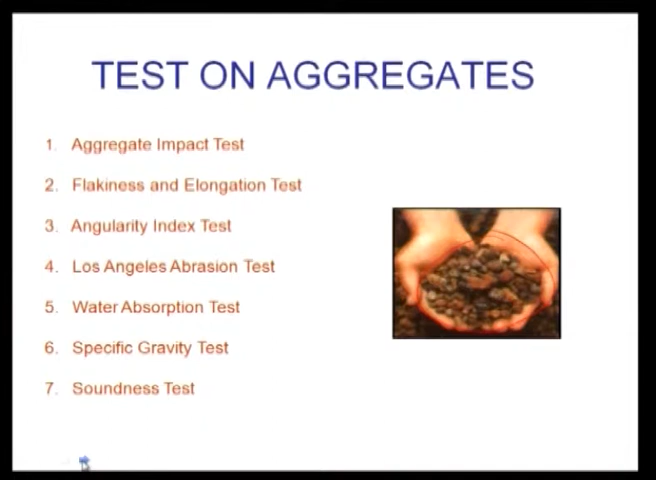 TEST ON AGGREGATES
1. Aggregate Impact Test
2. Flakiness and Elongation Test
3. Angularity Index Test
4. Los Angeles Abrasion Test
5. Water Absorption Test
6. Specific Gravity Test
7. Soundness Test